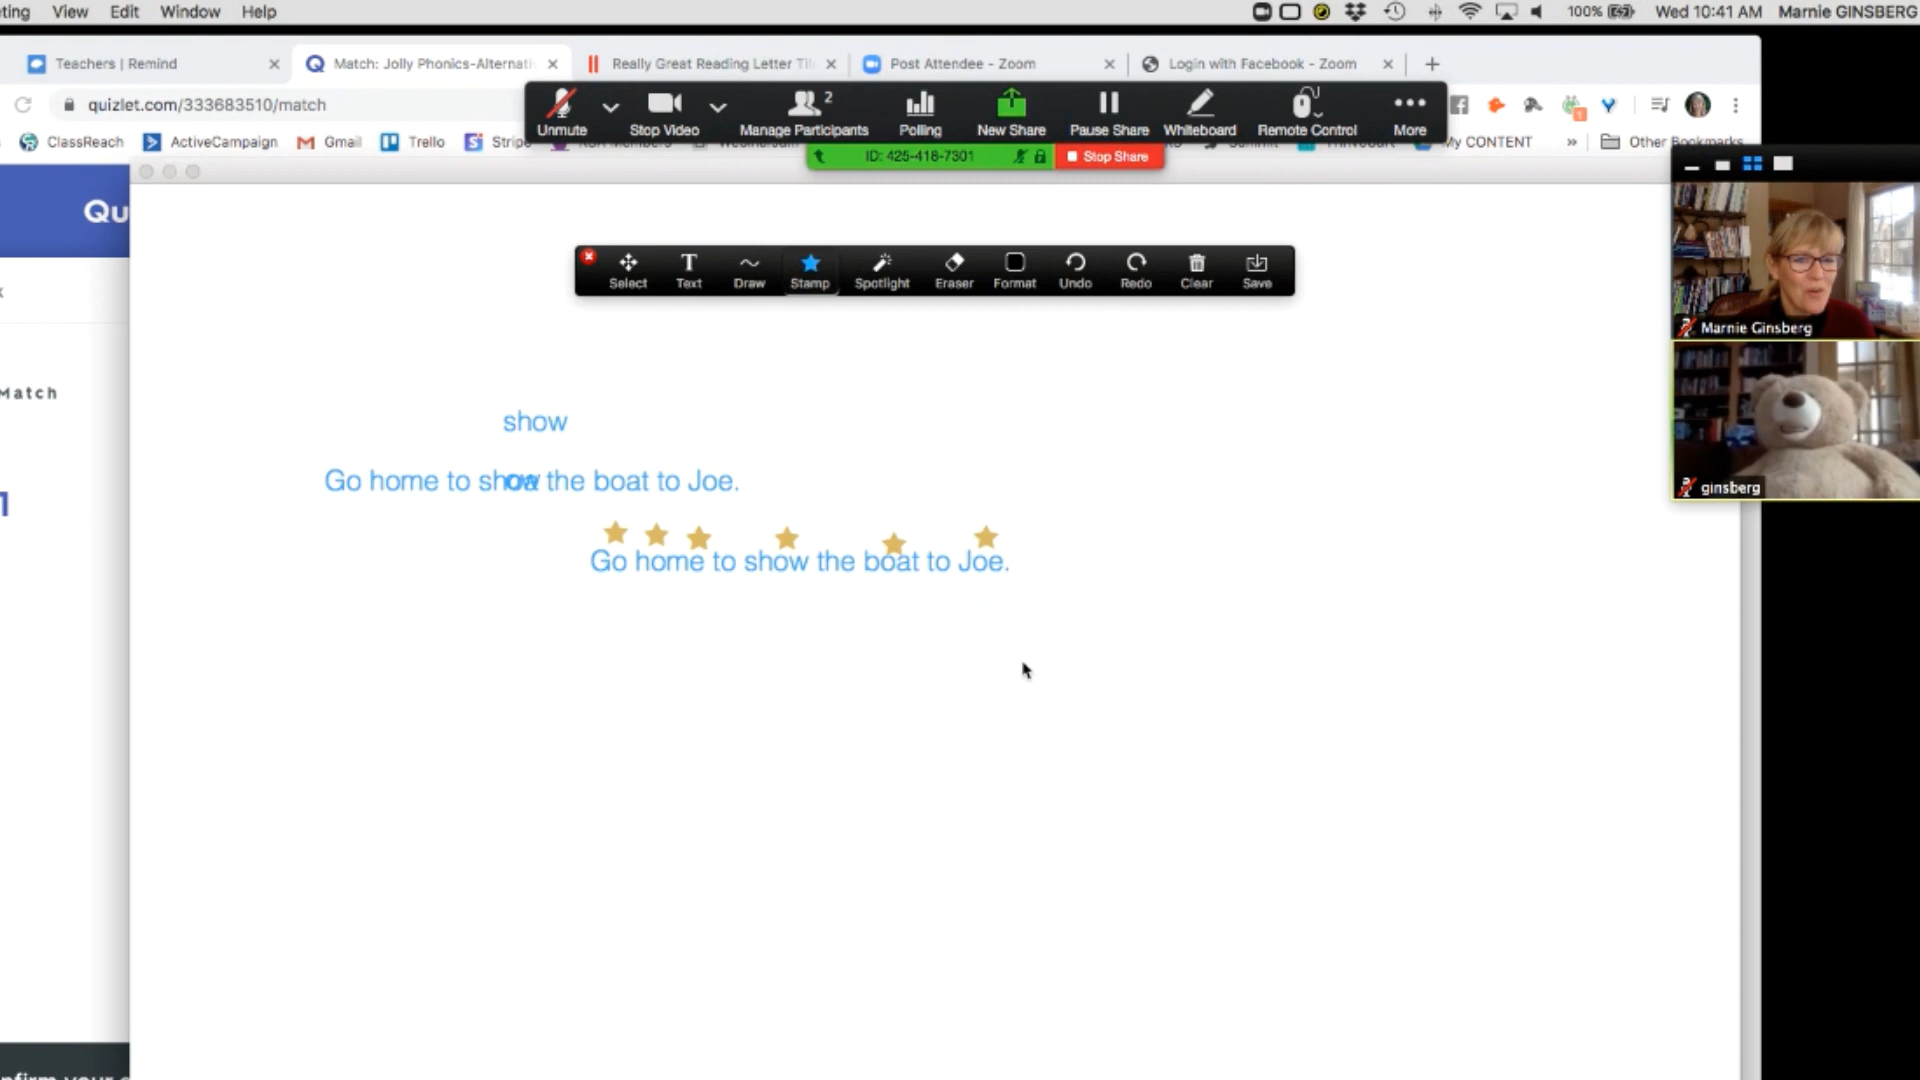 ting View Edit Window Help 100% Wed 10:41 AM Marnie GINSBERG
Teachers | Remind Match: Jolly Phonics-Alternati Really Great Reading Letter Til Post Attendee - Zoom Login with Facebook - Zoom
quizlet.com/333683510/match
Unmute Stop Video Manage Participants 2 Polling New Share Pause Share Whiteboard Remote Control More
ClassReach ActiveCampaign Gmail Trello Stripe My CONTENT » Other Bookmarks
ID: 425-418-7301 Stop Share
Qu
Select Text Draw Stamp Spotlight Eraser Format Undo Redo Clear Save
Marnie Ginsberg
Match
show
Go home to show the boat to Joe.
ow
ginsberg
Go home to show the boat to Joe.